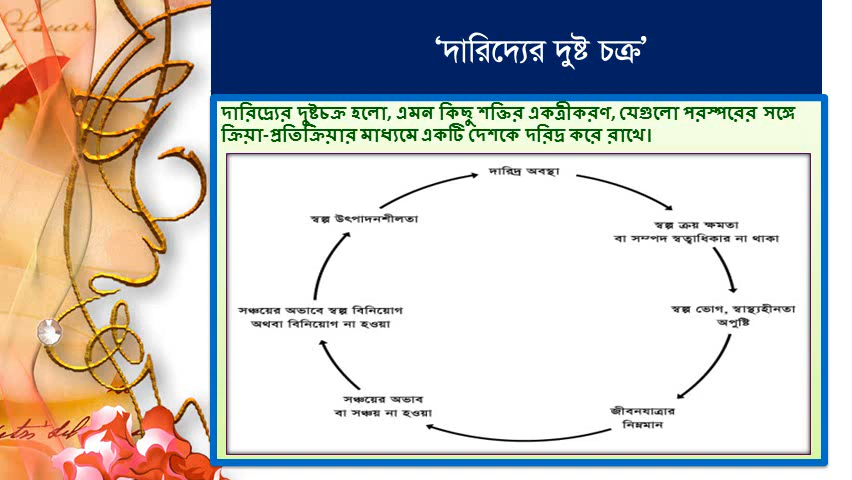 ‘দারিদ্যের দুষ্ট চক্র’
দারিদ্র্যের দুষ্টচক্র হলো, এমন কিছু শক্তির একত্রীকরণ, যেগুলো পরস্পরের সঙ্গে
ক্রিয়া-প্রতিক্রিয়ার মাধ্যমে একটি দেশকে দরিদ্র করে রাখে।
দারিদ্র অবস্থা
স্বল্প ক্রয় ক্ষমতা
বা সম্পদ স্বত্বাধিকার না থাকা
স্বল্প ভোগ, স্বাস্থ্যহীনতা
অপুষ্টি
জীবনযাত্রার
নিম্নমান
সঞ্চয়ের অভাব
বা সঞ্চয় না হওয়া
সঞ্চয়ের অভাবে স্বল্প বিনিয়োগ
অথবা বিনিয়োগ না হওয়া
স্বল্প উৎপাদনশীলতা